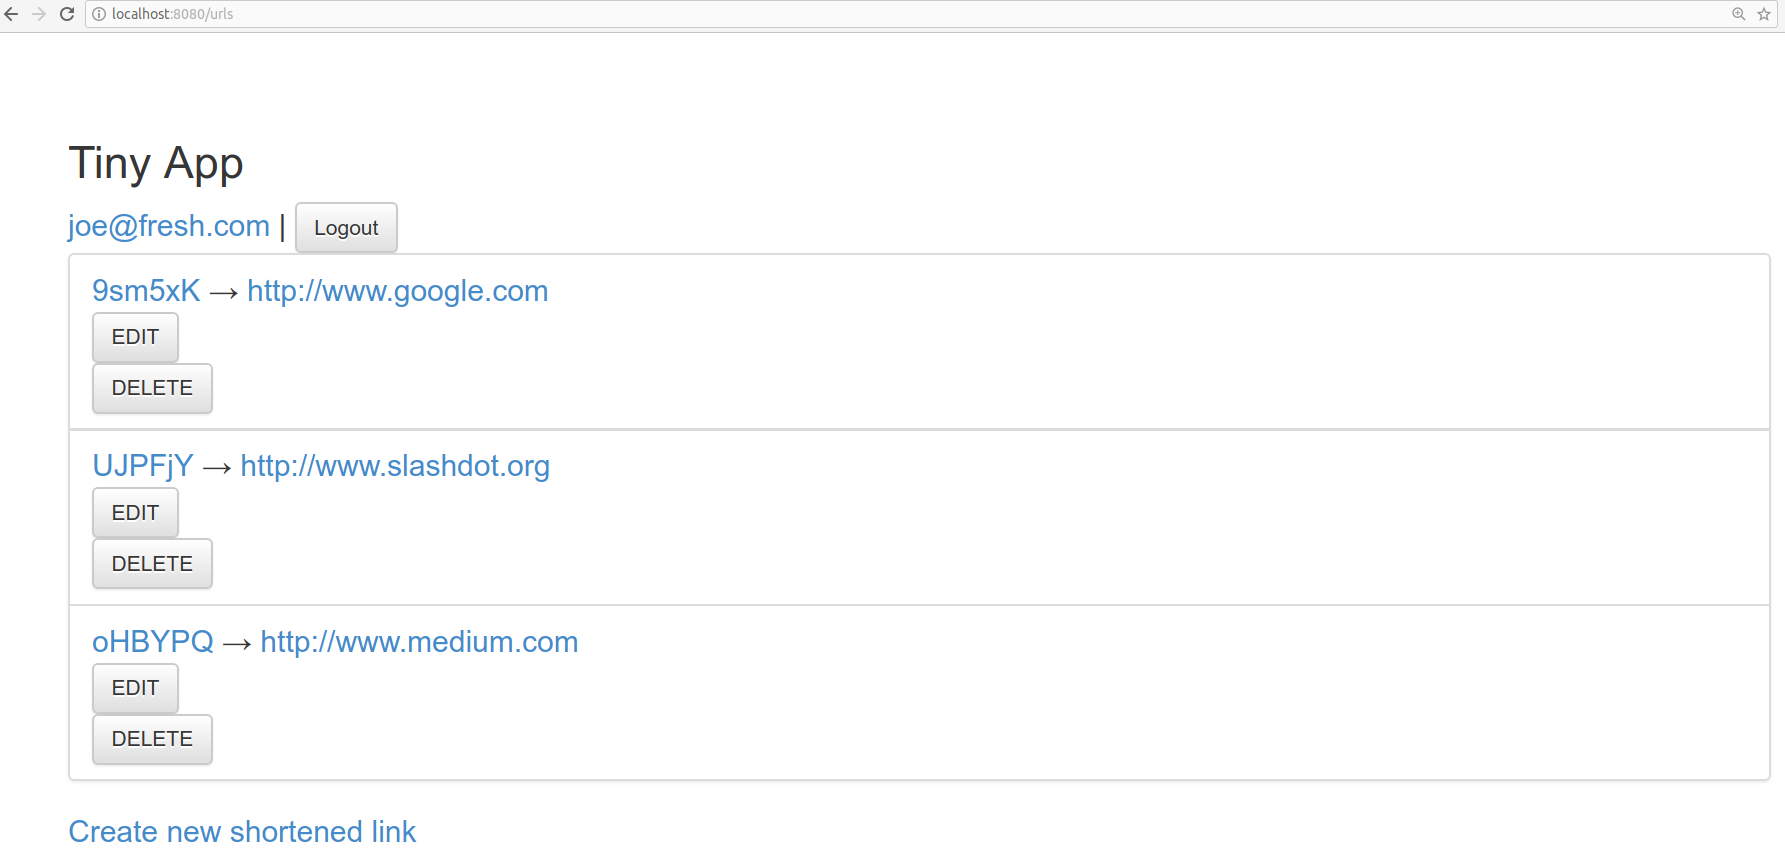 localhost:8080/urls
Tiny App
joe@fresh.com | Logout
9sm5xK → http://www.google.com
EDIT
DELETE
UJPFjY → http://www.slashdot.org
EDIT
DELETE
oHBYPQ → http://www.medium.com
EDIT
DELETE
Create new shortened link